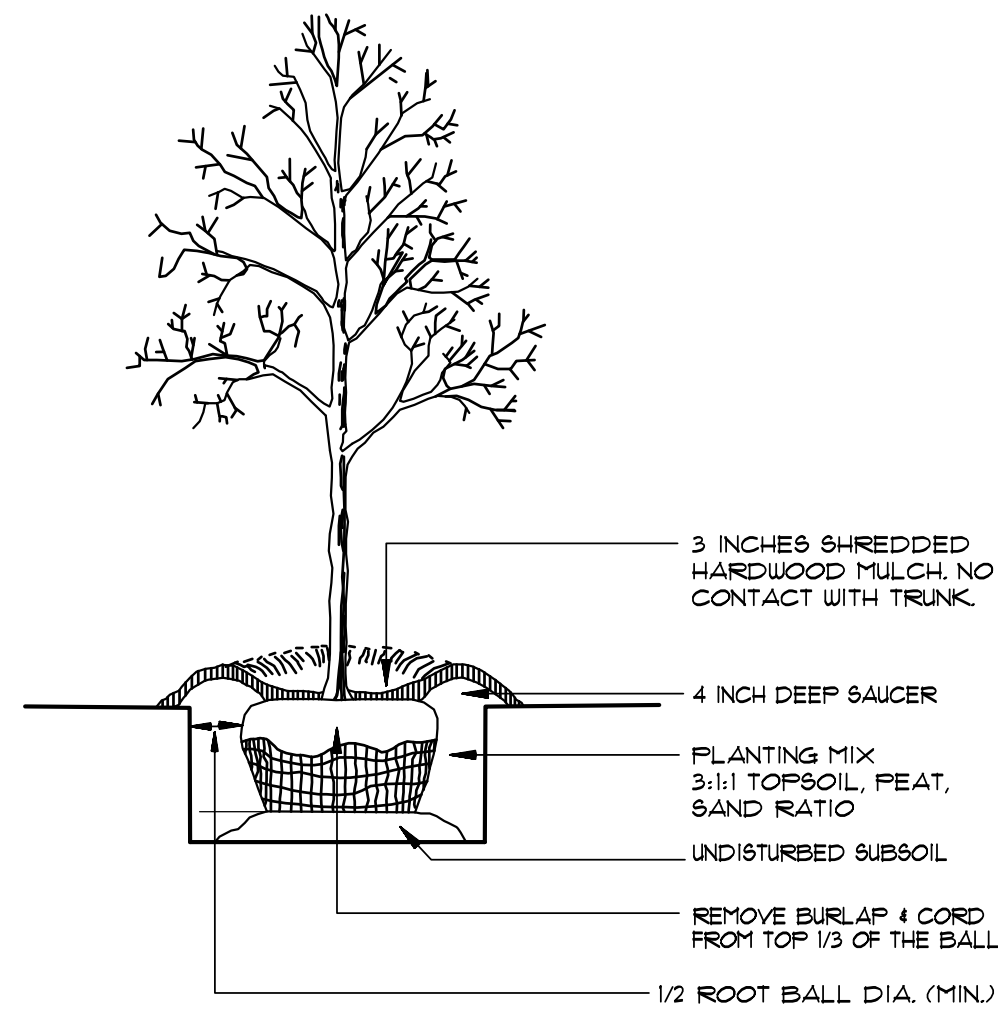 3 INCHES SHREDDED
HARDWOOD MULCH. NO
CONTACT WITH TRUNK.
4 INCH DEEP SAUCER
PLANTING MIX
3:1:1 TOPSOIL, PEAT,
SAND RATIO
UNDISTURBED SUBSOIL
REMOVE BURLAP & CORD
FROM TOP 1/3 OF THE BALL
1/2 ROOT BALL DIA. (MIN.)